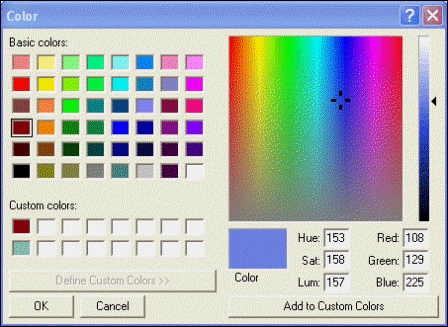 Color
Basic colors:
Custom colors:
Define Custom Colors >>
OK Cancel
Color
Hue: 153 Red: 108
Sat: 158 Green: 129
Lum: 157 Blue: 225
Add to Custom Colors